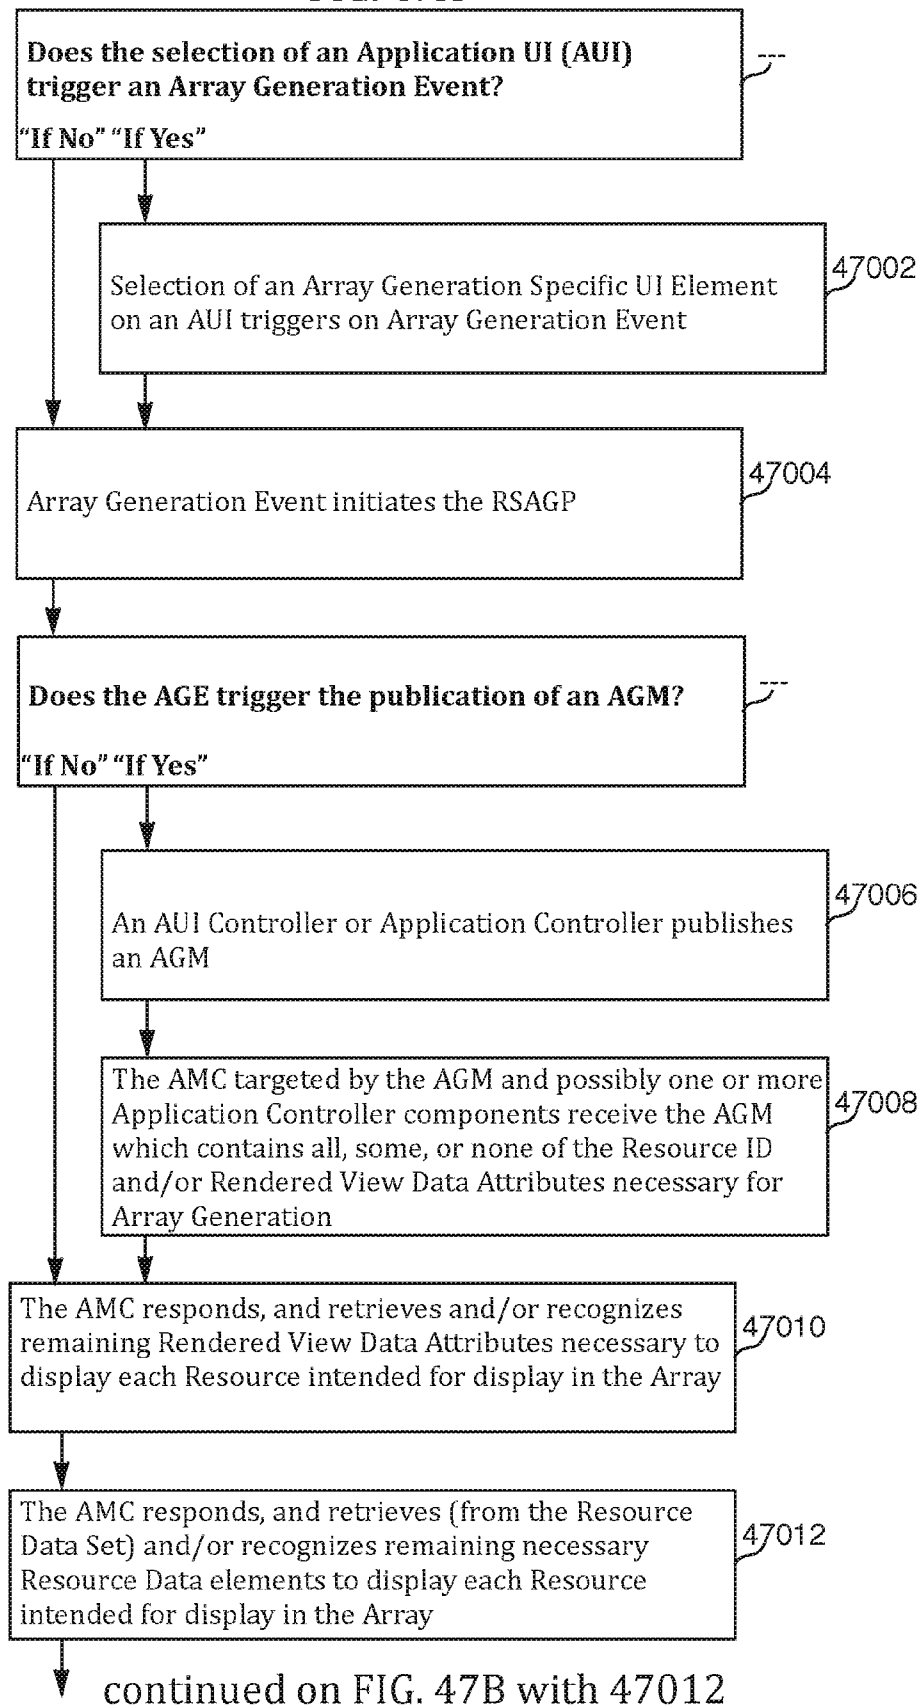 Does the selection of an Application UI (AUI)
trigger an Array Generation Event?
"If No" "If Yes"
---
Selection of an Array Generation Specific UI Element
on an AUI triggers on Array Generation Event
47002
Array Generation Event initiates the RSAGP
47004
Does the AGE trigger the publication of an AGM?
"If No" "If Yes"
---
An AUI Controller or Application Controller publishes
an AGM
47006
The AMC targeted by the AGM and possibly one or more
Application Controller components receive the AGM
which contains all, some, or none of the Resource ID
and/or Rendered View Data Attributes necessary for
Array Generation
47008
The AMC responds, and retrieves and/or recognizes
remaining Rendered View Data Attributes necessary to
display each Resource intended for display in the Array
47010
The AMC responds, and retrieves (from the Resource
Data Set) and/or recognizes remaining necessary
Resource Data elements to display each Resource
intended for display in the Array
47012
continued on FIG. 47B with 47012